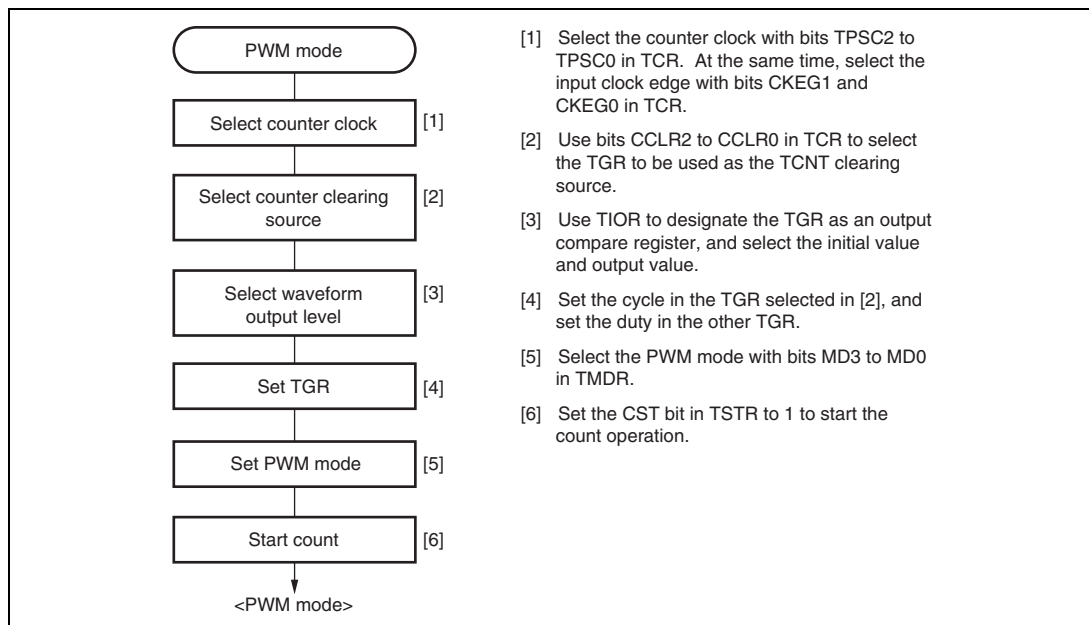 PWM mode
Select counter clock [1]
Select counter clearing
source
[2]
Select waveform
output level
[3]
Set TGR [4]
Set PWM mode [5]
Start count [6]
<PWM mode>
[1] Select the counter clock with bits TPSC2 to
TPSC0 in TCR. At the same time, select the
input clock edge with bits CKEG1 and
CKEG0 in TCR.
[2] Use bits CCLR2 to CCLR0 in TCR to select
the TGR to be used as the TCNT clearing
source.
[3] Use TIOR to designate the TGR as an output
compare register, and select the initial value
and output value.
[4] Set the cycle in the TGR selected in [2], and
set the duty in the other TGR.
[5] Select the PWM mode with bits MD3 to MD0
in TMDR.
[6] Set the CST bit in TSTR to 1 to start the
count operation.